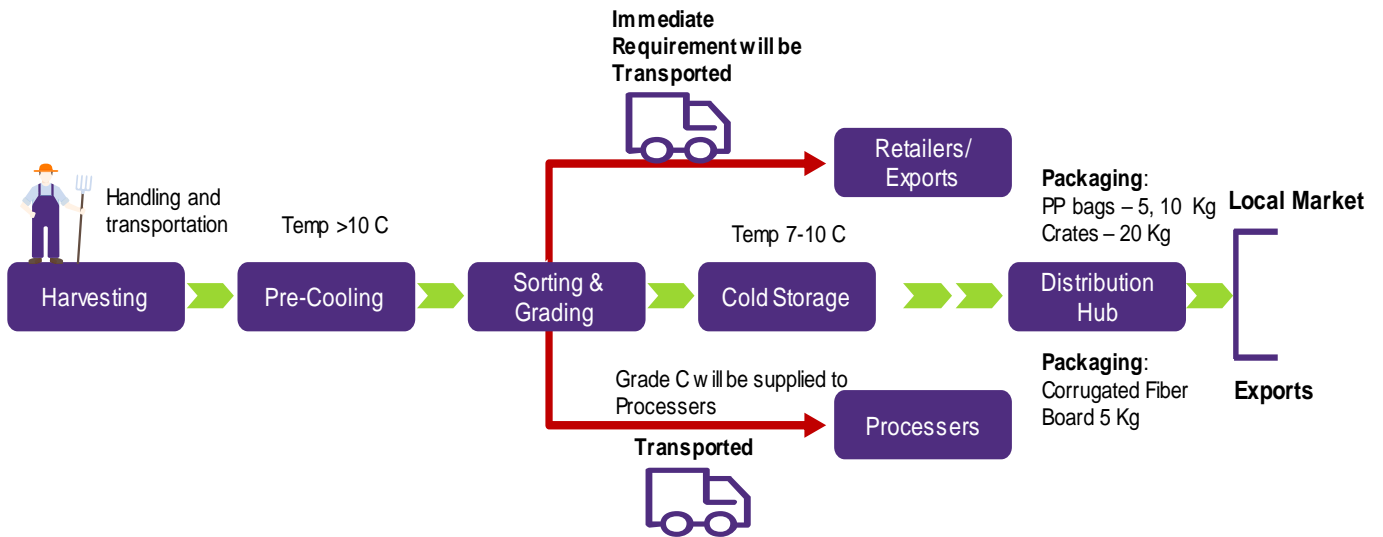 Immediate
Requirement will be
Transported
Retailers/
Exports
Handling and
transportation
Temp >10 C
Temp 7-10 C
Packaging:
PP bags – 5, 10 Kg
Crates – 20 Kg
Local Market
Harvesting
Pre-Cooling
Sorting &
Grading
Cold Storage
Distribution
Hub
Grade C will be supplied to
Processers
Transported
Processers
Packaging:
Corrugated Fiber
Board 5 Kg
Exports